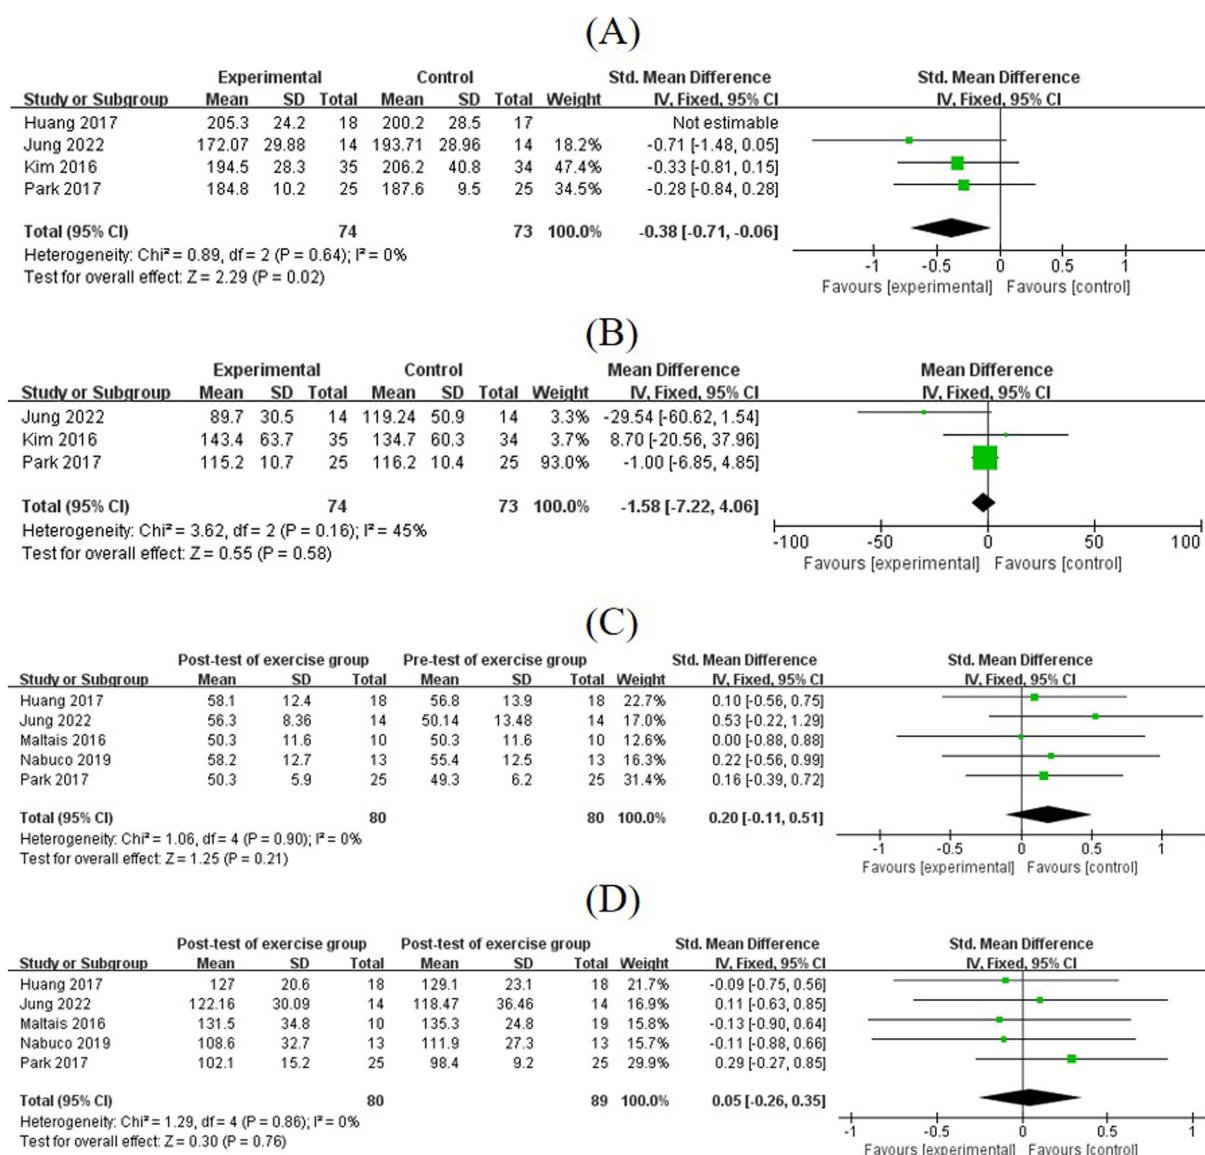 (A)
Experimental Control Std. Mean Difference Std. Mean Difference
Study or Subgroup Mean SD Total Mean SD Total Weight IV, Fixed, 95% CI IV, Fixed, 95% CI
Huang 2017 205.3 24.2 18 200.2 28.5 17 Not estimable
Jung 2022 172.07 29.88 14 193.71 28.96 14 18.2% -0.71 [-1.48, 0.05]
Kim 2016 194.5 28.3 35 206.2 40.8 34 47.4% -0.33 [-0.81, 0.15]
Park 2017 184.8 10.2 25 187.6 9.5 25 34.5% -0.28 [-0.84, 0.28]
Total (95% CI) 74 73 100.0% -0.38 [-0.71, -0.06]
Heterogeneity: Chi² = 0.89, df = 2 (P = 0.64); I² = 0%
Test for overall effect: Z = 2.29 (P = 0.02)
-1 -0.5 0 0.5 1
Favours [experimental] Favours [control]
(B)
Experimental Control Mean Difference Mean Difference
Study or Subgroup Mean SD Total Mean SD Total Weight IV, Fixed, 95% CI IV, Fixed, 95% CI
Jung 2022 89.7 30.5 14 119.24 50.9 14 3.3% -29.54 [-60.62, 1.54]
Kim 2016 143.4 63.7 35 134.7 60.3 34 3.7% 8.70 [-20.56, 37.96]
Park 2017 115.2 10.7 25 116.2 10.4 25 93.0% -1.00 [-6.85, 4.85]
Total (95% CI) 74 73 100.0% -1.58 [-7.22, 4.06]
Heterogeneity: Chi² = 3.62, df = 2 (P = 0.16); I² = 45%
Test for overall effect: Z = 0.55 (P = 0.58)
-100 -50 0 50 100
Favours [experimental] Favours [control]
(C)
Post-test of exercise group Pre-test of exercise group Std. Mean Difference Std. Mean Difference
Study or Subgroup Mean SD Total Mean SD Total Weight IV, Fixed, 95% CI IV, Fixed, 95% CI
Huang 2017 58.1 12.4 18 56.8 13.9 18 22.7% 0.10 [-0.56, 0.75]
Jung 2022 56.3 8.36 14 50.14 13.48 14 17.0% 0.53 [-0.22, 1.29]
Maltais 2016 50.3 11.6 10 50.3 11.6 10 12.6% 0.00 [-0.88, 0.88]
Nabuco 2019 58.2 12.7 13 55.4 12.5 13 16.3% 0.22 [-0.56, 0.99]
Park 2017 50.3 5.9 25 49.3 6.2 25 31.4% 0.16 [-0.39, 0.72]
Total (95% CI) 80 80 100.0% 0.20 [-0.11, 0.51]
Heterogeneity: Chi² = 1.06, df = 4 (P = 0.90); I² = 0%
Test for overall effect: Z = 1.25 (P = 0.21)
-1 -0.5 0 0.5 1
Favours [experimental] Favours [control]
(D)
Post-test of exercise group Post-test of exercise group Std. Mean Difference Std. Mean Difference
Study or Subgroup Mean SD Total Mean SD Total Weight IV, Fixed, 95% CI IV, Fixed, 95% CI
Huang 2017 127 20.6 18 129.1 23.1 18 21.7% -0.09 [-0.75, 0.56]
Jung 2022 122.16 30.09 14 118.47 36.46 14 16.9% 0.11 [-0.63, 0.85]
Maltais 2016 131.5 34.8 10 135.3 24.8 19 15.8% -0.13 [-0.90, 0.64]
Nabuco 2019 108.6 32.7 13 111.9 27.3 13 15.7% -0.11 [-0.88, 0.66]
Park 2017 102.1 15.2 25 98.4 9.2 25 29.9% 0.29 [-0.27, 0.85]
Total (95% CI) 80 89 100.0% 0.05 [-0.26, 0.35]
Heterogeneity: Chi² = 1.29, df = 4 (P = 0.86); I² = 0%
Test for overall effect: Z = 0.30 (P = 0.76)
-1 -0.5 0 0.5 1
Favours [experimental] Favours [control]